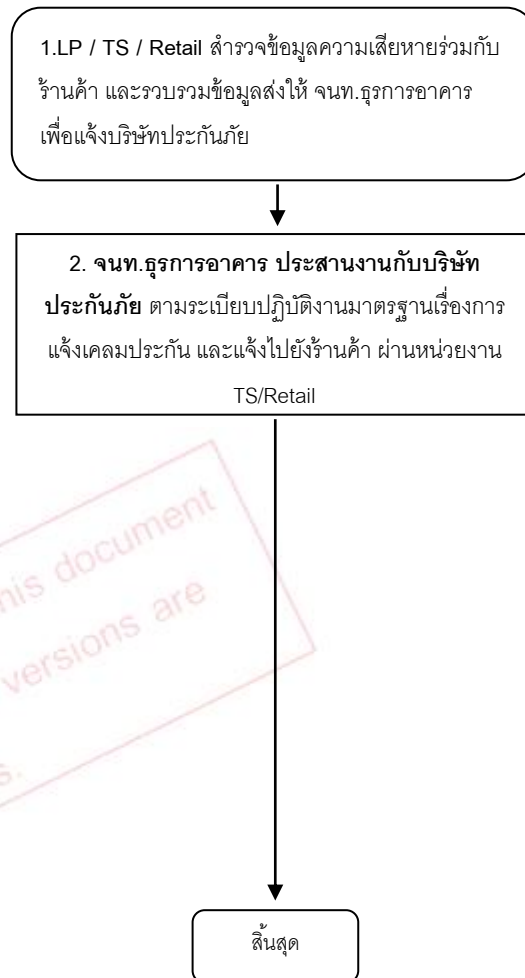 1.LP / TS / Retail สำรวจข้อมูลความเสียหายร่วมกับ
ร้านค้า และรวบรวมข้อมูลส่งให้ จนท.ธุรการอาคาร
เพื่อแจ้งบริษัทประกันภัย
2. จนท.ธุรการอาคาร ประสานงานกับบริษัท
ประกันภัย ตามระเบียบปฏิบัติงานมาตรฐานเรื่องการ
แจ้งเคลมประกัน และแจ้งไปยังร้านค้า ผ่านหน่วยงาน
TS/Retail
his document
versions are
s.
สิ้นสุด